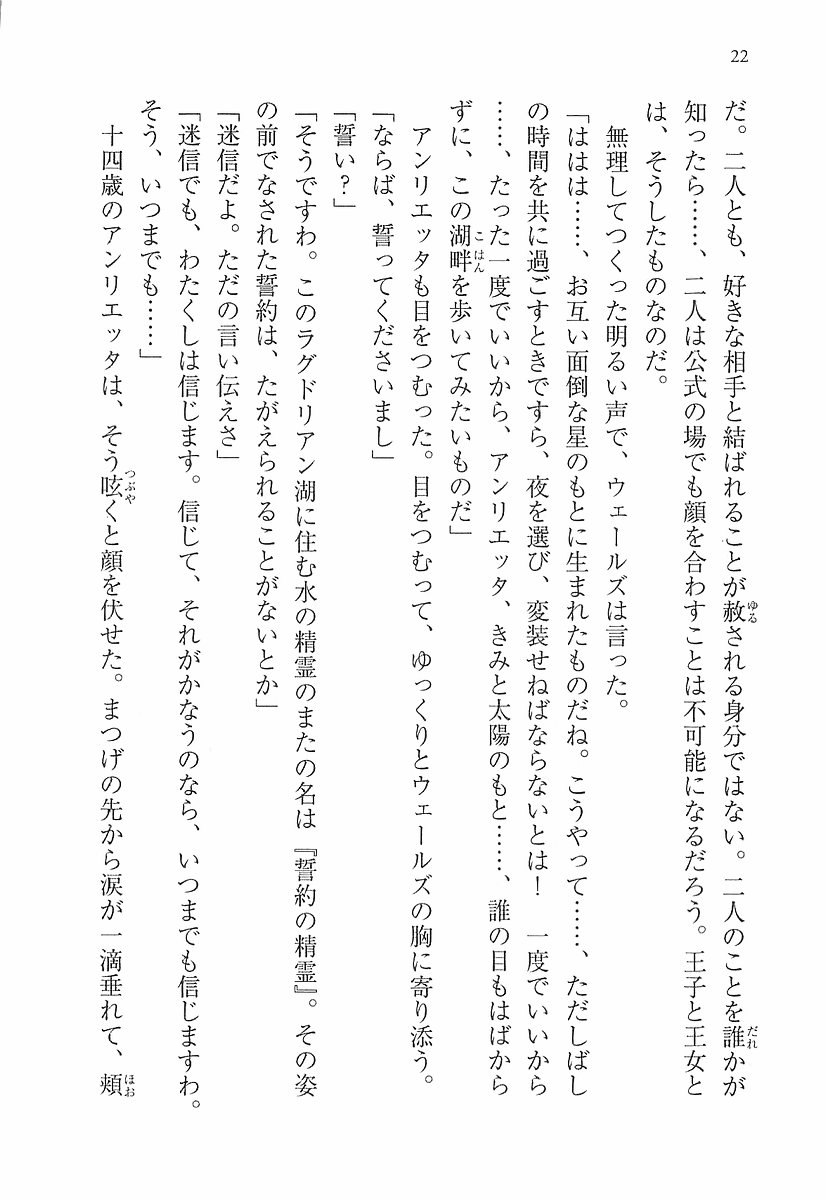 22
だ。二人とも、好きな相手と結ばれることが赦される身分ではない。二人のことを誰かが
知ったら……、二人は公式の場でも顔を合わすことは不可能になるだろう。王子と王女と
は、そうしたものなのだ。
　無理してつくった明るい声で、ウェールズは言った。
「ははは……、お互い面倒な星のもとに生まれたものだね。こうやって……、ただしばし
の時間を共に過ごすときですら、夜を選び、変装せねばならないとは！　一度でいいから
……、たった一度でいいから、アンリエッタ、きみと太陽のもと……、誰の目もはばから
ずに、この湖畔を歩いてみたいものだ」
　アンリエッタも目をつむった。目をつむって、ゆっくりとウェールズの胸に寄り添う。
「ならば、誓ってくださいまし」
「誓い？」
「そうですわ。このラグドリアン湖に住む水の精霊のまたの名は『誓約の精霊』。その姿
の前でなされた誓約は、たがえられることがないとか」
「迷信だよ。ただの言い伝えさ」
「迷信でも、わたくしは信じます。信じて、それがかなうのなら、いつまでも信じますわ。
そう、いつまでも……」
　十四歳のアンリエッタは、そう呟くと顔を伏せた。まつげの先から涙が一滴垂れて、頬